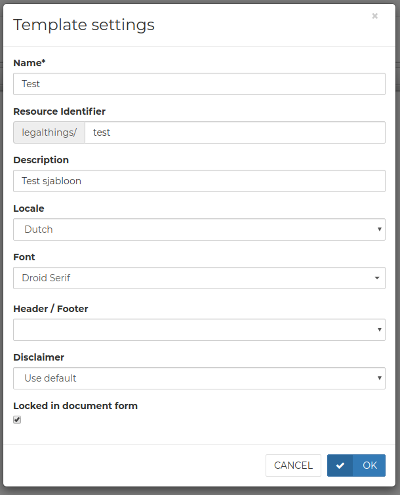 Template settings
×
Name*
Test
Resource Identifier
legalthings/ test
Description
Test sjabloon
Locale
Dutch
Font
Droid Serif
Header / Footer
Disclaimer
Use default
Locked in document form
CANCEL OK